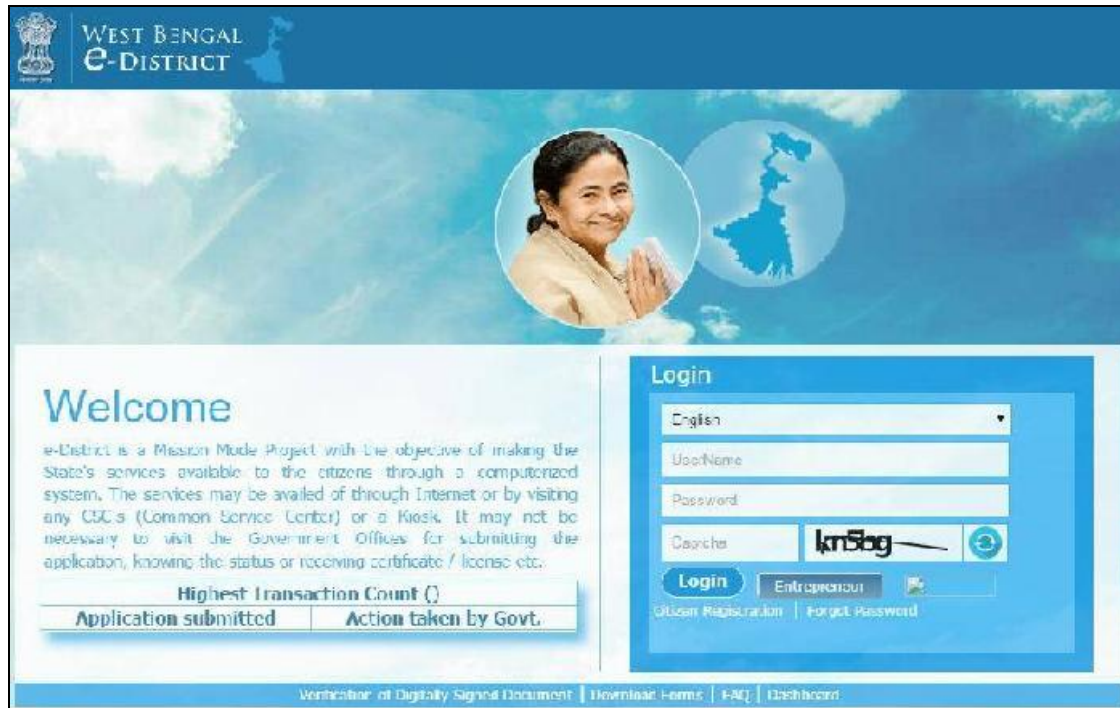 WEST BENGAL
e-DISTRICT
Welcome
e-District is a Mission Mode Project with the objective of making the
State's services available to the citizens through a computerized
system. The services may be availed of through Internet or by visiting
any CSC's (Common Service Center) or a Kiosk. It may not be
necessary to visit the Government Offices for submitting the
application, knowing the status or receiving certificate / license etc.
Highest Transaction Count ()
Application submitted Action taken by Govt.
Login
English
UserName
Password
Captcha km5bg
Login Entrepreneur
Citizen Registration | Forgot Password
Verification of Digitally Signed Document | Download Forms | FAQ | Dashboard